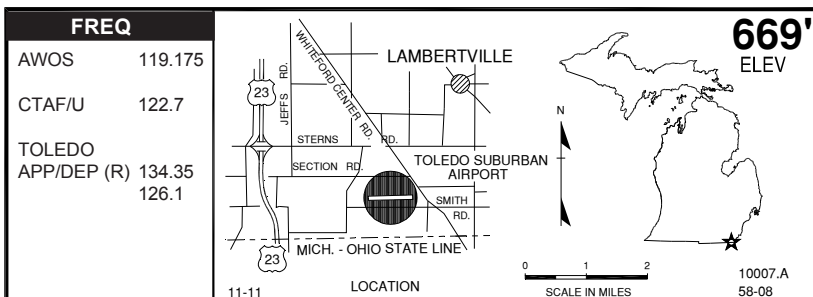 FREQ
AWOS 119.175
CTAF/U 122.7
TOLEDO
APP/DEP (R) 134.35
126.1
23
JEFFS RD.
WHITEFORD CENTER RD.
LAMBERTVILLE
STERNS RD.
SECTION RD.
TOLEDO SUBURBAN
AIRPORT
SMITH
RD.
MICH. - OHIO STATE LINE
23
11-11
LOCATION
669'
ELEV
N
0 1 2
SCALE IN MILES
10007.A
58-08